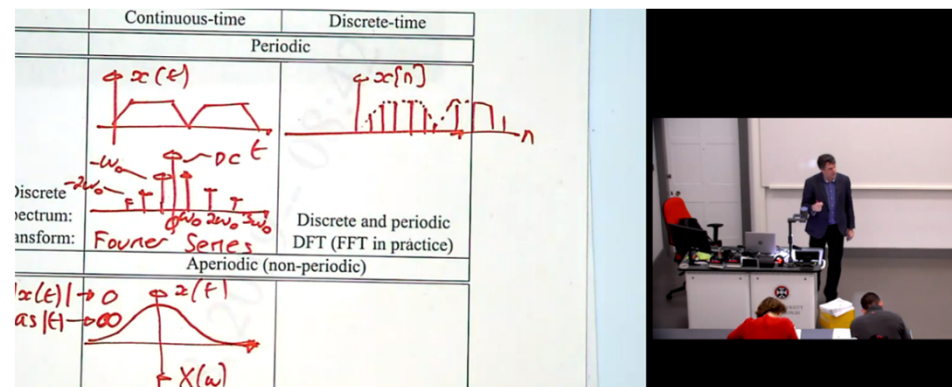 Continuous-time
Discrete-time
Periodic
x(t)
x[n]
n
DC
t
-ω₀
-2ω₀
0
ω₀
2ω₀
3ω₀
Discrete
pectrum:
ansform:
Fourier Series
Discrete and periodic
DFT (FFT in practice)
Aperiodic (non-periodic)
|x(t)| → 0
as |t| → ∞
x(t)
X(ω)